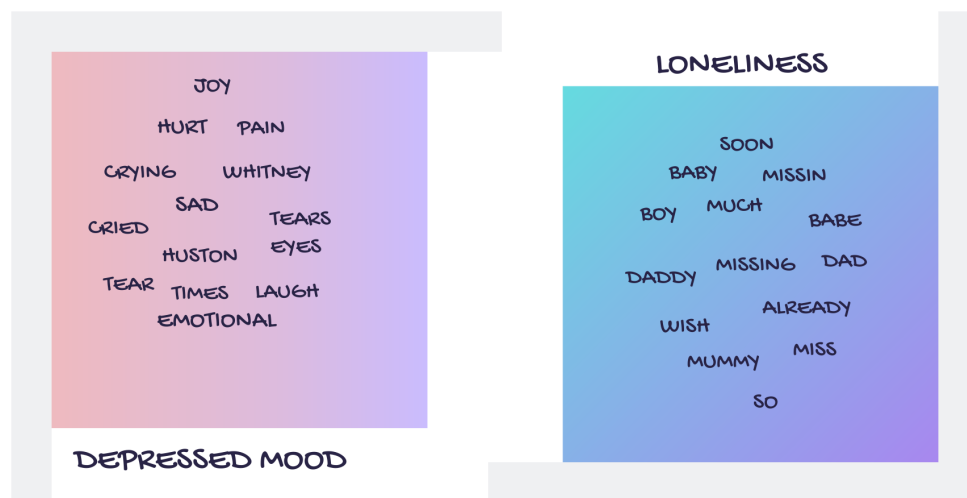 JOY
HURT PAIN
CRYING WHITNEY
SAD
CRIED TEARS
HUSTON EYES
TEAR TIMES LAUGH
EMOTIONAL
DEPRESSED MOOD
LONELINESS
SOON
BABY MISSIN
BOY MUCH BABE
DADDY MISSING DAD
WISH ALREADY
MUMMY MISS
SO